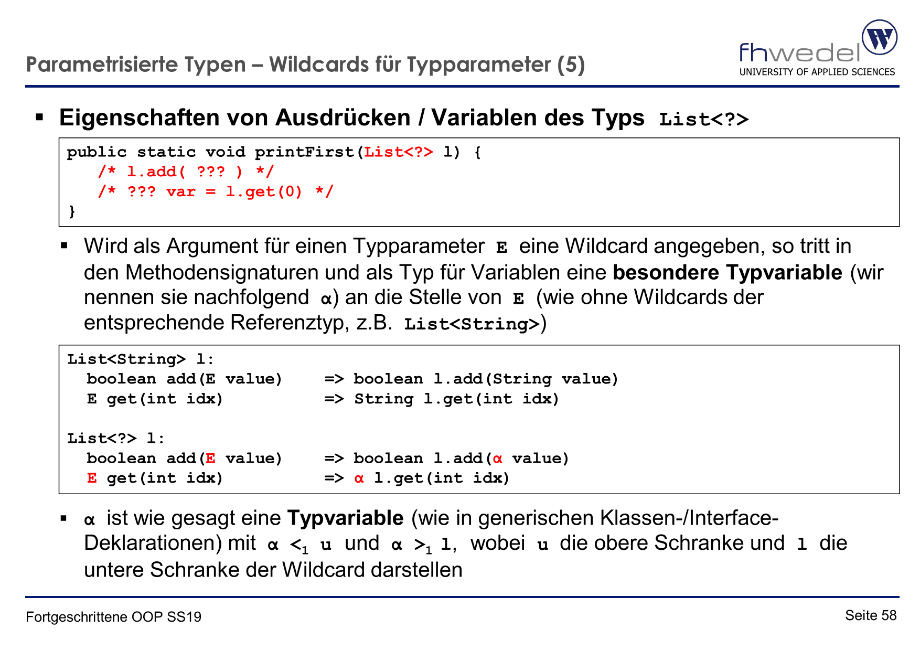 Parametrisierte Typen – Wildcards für Typparameter (5)
fhwedel W
UNIVERSITY OF APPLIED SCIENCES
▪ Eigenschaften von Ausdrücken / Variablen des Typs List<?>
public static void printFirst(List<?> l) {
/* l.add( ??? ) */
/* ??? var = l.get(0) */
}
▪ Wird als Argument für einen Typparameter E eine Wildcard angegeben, so tritt in
den Methodensignaturen und als Typ für Variablen eine besondere Typvariable (wir
nennen sie nachfolgend α) an die Stelle von E (wie ohne Wildcards der
entsprechende Referenztyp, z.B. List<String>)
List<String> l:
boolean add(E value) => boolean l.add(String value)
E get(int idx) => String l.get(int idx)
List<?> l:
boolean add(E value) => boolean l.add(α value)
E get(int idx) => α l.get(int idx)
▪ α ist wie gesagt eine Typvariable (wie in generischen Klassen-/Interface-
Deklarationen) mit α <₁ u und α >₁ l, wobei u die obere Schranke und l die
untere Schranke der Wildcard darstellen
Fortgeschrittene OOP SS19
Seite 58